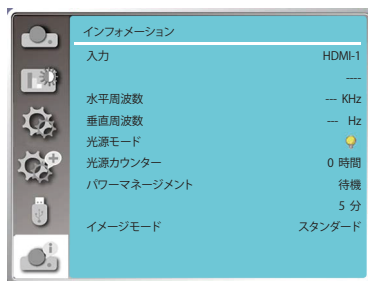 インフォメーション
入力 HDMI-1
----
水平周波数 --- KHz
垂直周波数 --- Hz
光源モード
光源カウンター 0 時間
パワーマネージメント 待機
5 分
イメージモード スタンダード